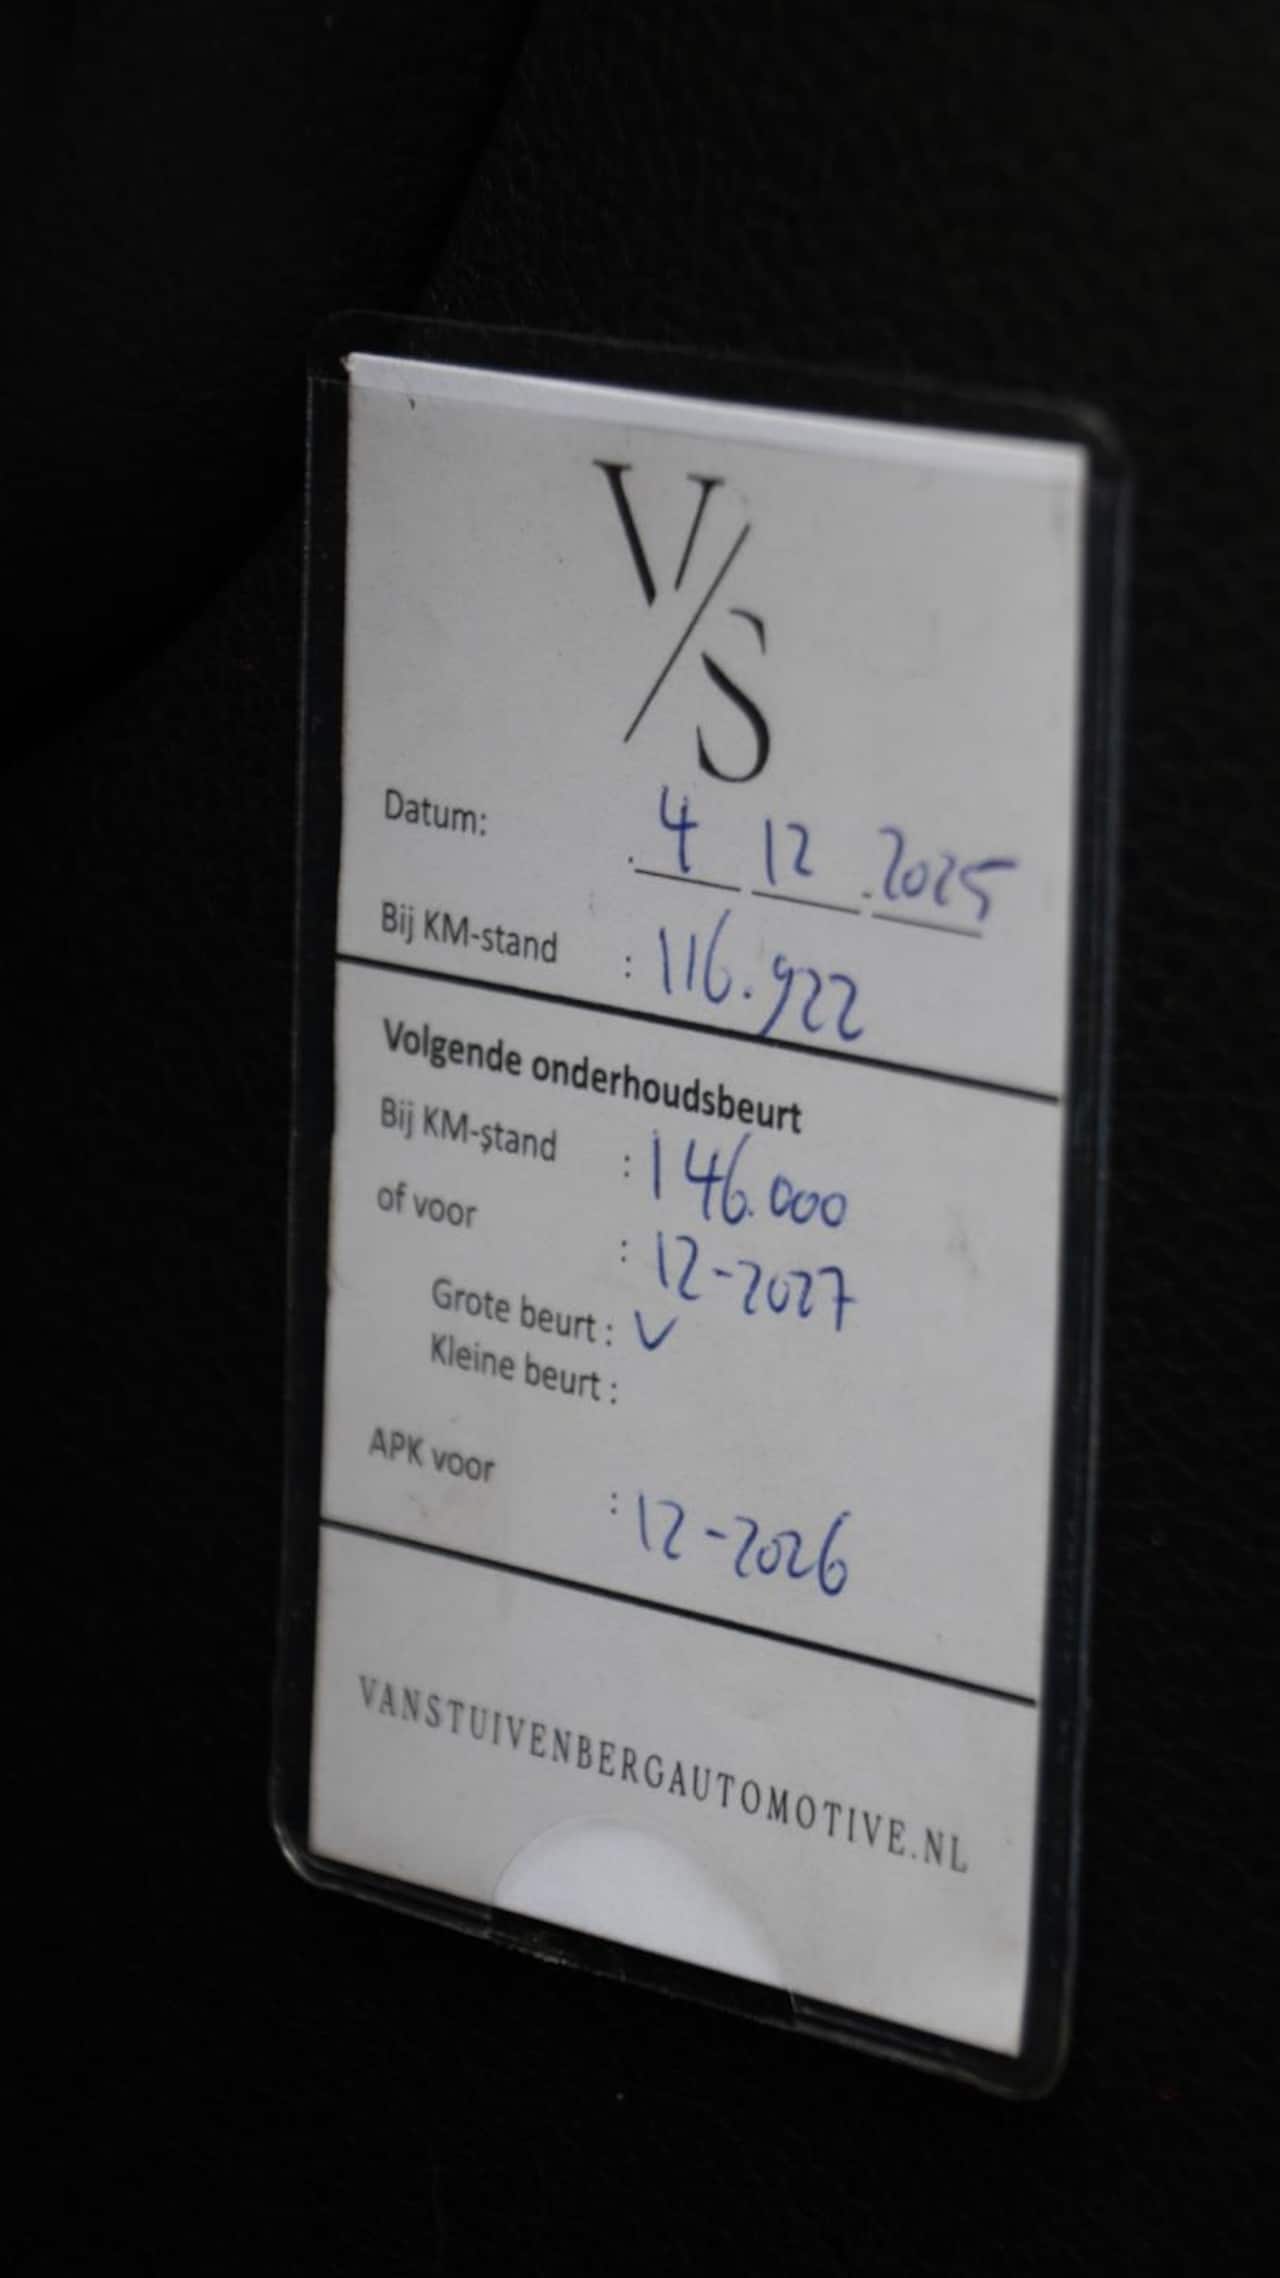 V/S
Datum: 4 12 2025
Bij KM-stand : 116.922
Volgende onderhoudsbeurt
Bij KM-stand : 146.000
of voor : 12-2027
Grote beurt : V
Kleine beurt :
APK voor : 12-2026
VANSTUIVENBERGAUTOMOTIVE.NL